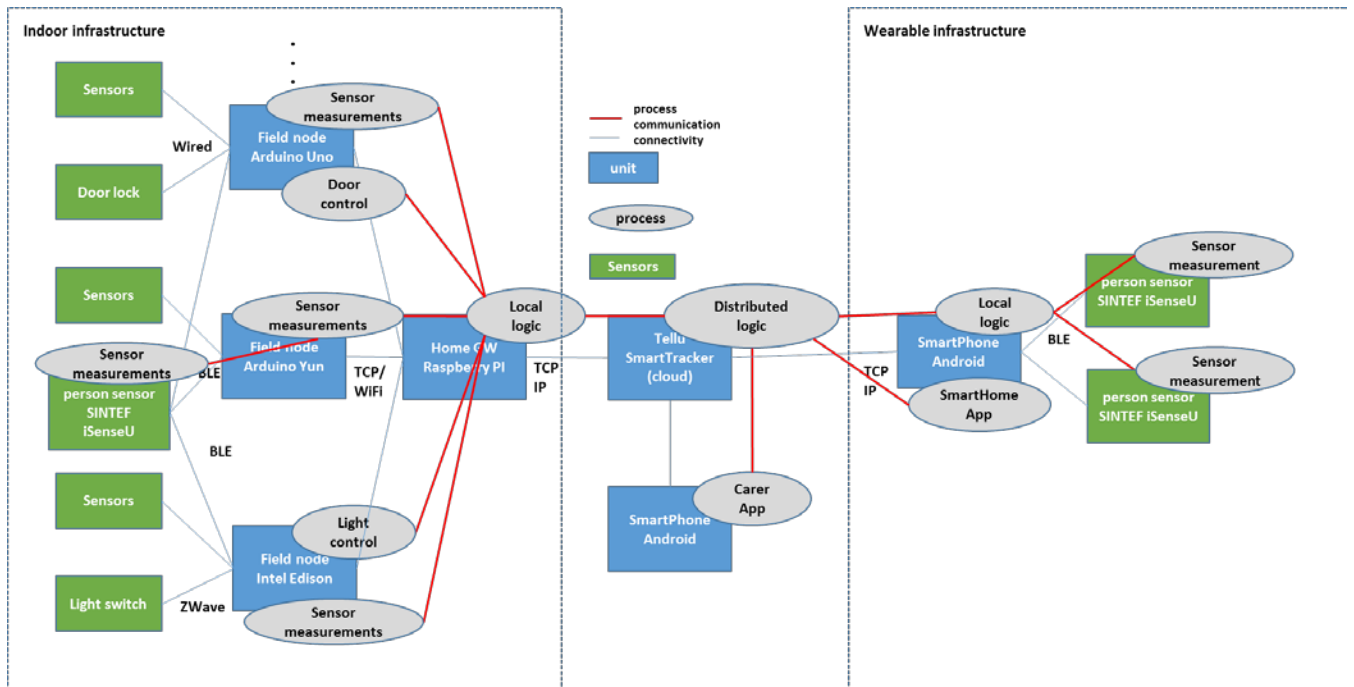 Indoor infrastructure
Sensors
Door lock
Wired
Sensor
measurements
Field node
Arduino Uno
Door
control
Sensors
Sensor
measurements
Field node
Arduino Yun
Sensor
measurements
BLE
person sensor
SINTEF
iSenseU
BLE
TCP/
WiFi
Home GW
Raspberry PI
Local
logic
TCP
IP
Sensors
Light switch
ZWave
Light
control
Field node
Intel Edison
Sensor
measurements
process
communication
connectivity
unit
process
Sensors
Distributed
logic
Tellu
SmartTracker
(cloud)
Carer
App
SmartPhone
Android
Wearable infrastructure
TCP
IP
Local
logic
SmartPhone
Android
SmartHome
App
BLE
Sensor
measurement
person sensor
SINTEF iSenseU
Sensor
measurement
person sensor
SINTEF iSenseU